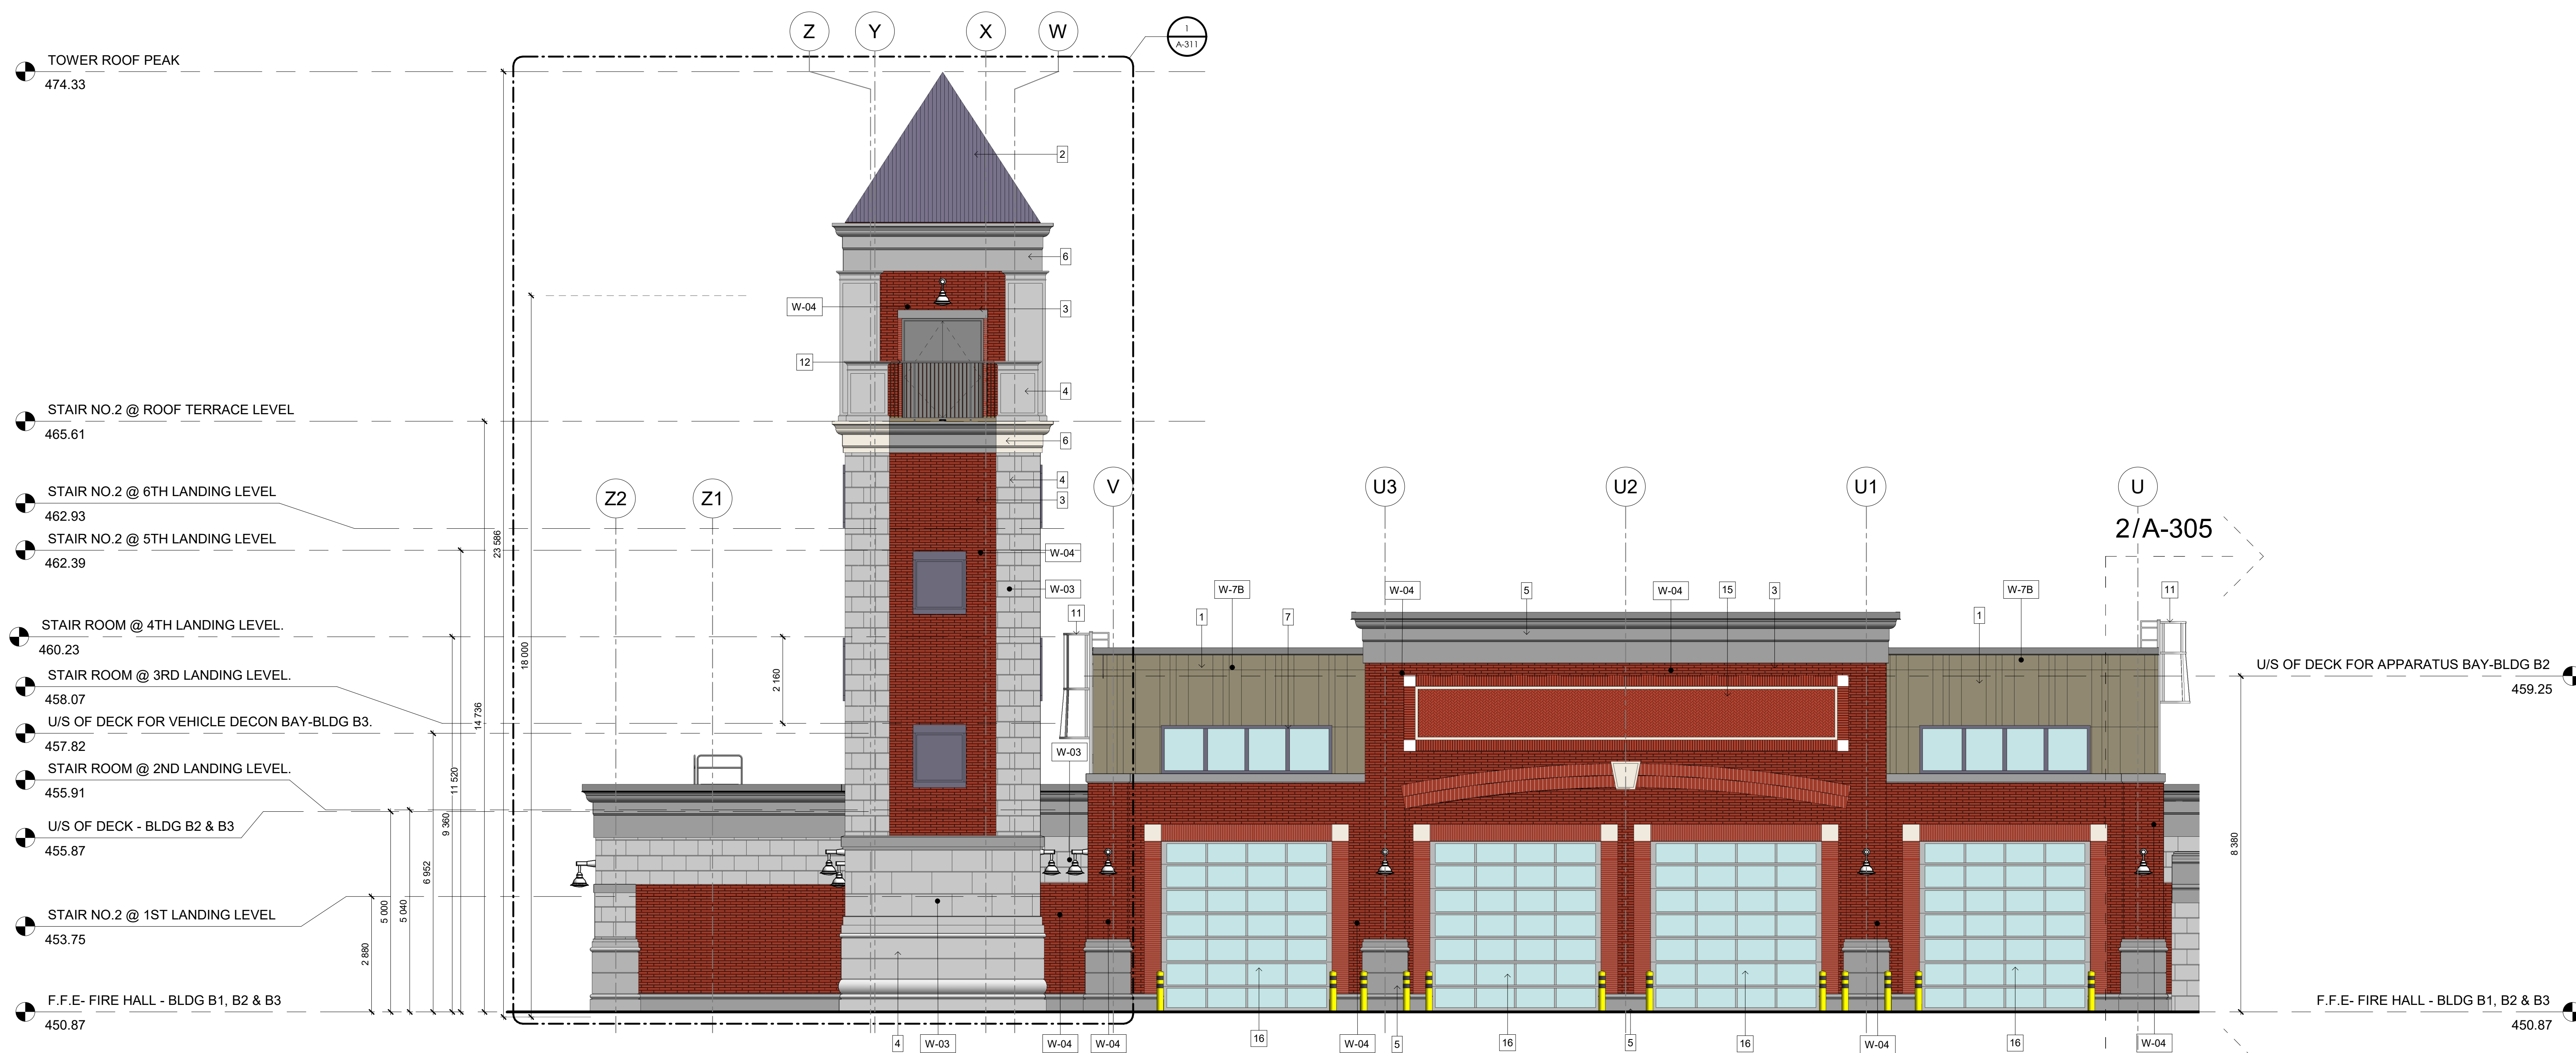 Z
Y
X
W
1
A-311
TOWER ROOF PEAK
474.33
2
6
W-04
3
12
4
STAIR NO.2 @ ROOF TERRACE LEVEL
465.61
6
4
3
STAIR NO.2 @ 6TH LANDING LEVEL
462.93
Z2
Z1
V
U3
U2
U1
U
2/A-305
STAIR NO.2 @ 5TH LANDING LEVEL
462.39
23 586
W-04
W-03
11
W-7B
1
7
W-04
5
W-04
15
3
1
W-7B
11
STAIR ROOM @ 4TH LANDING LEVEL.
460.23
18 000
2 160
STAIR ROOM @ 3RD LANDING LEVEL.
458.07
14 736
U/S OF DECK FOR APPARATUS BAY-BLDG B2
459.25
U/S OF DECK FOR VEHICLE DECON BAY-BLDG B3.
457.82
W-03
STAIR ROOM @ 2ND LANDING LEVEL.
455.91
11 520
9 360
U/S OF DECK - BLDG B2 & B3
455.87
6 952
8 380
STAIR NO.2 @ 1ST LANDING LEVEL
453.75
5 000
5 040
2 880
F.F.E- FIRE HALL - BLDG B1, B2 & B3
450.87
F.F.E- FIRE HALL - BLDG B1, B2 & B3
450.87
4
W-03
W-04
W-04
16
W-04
5
16
5
16
W-04
16
W-04